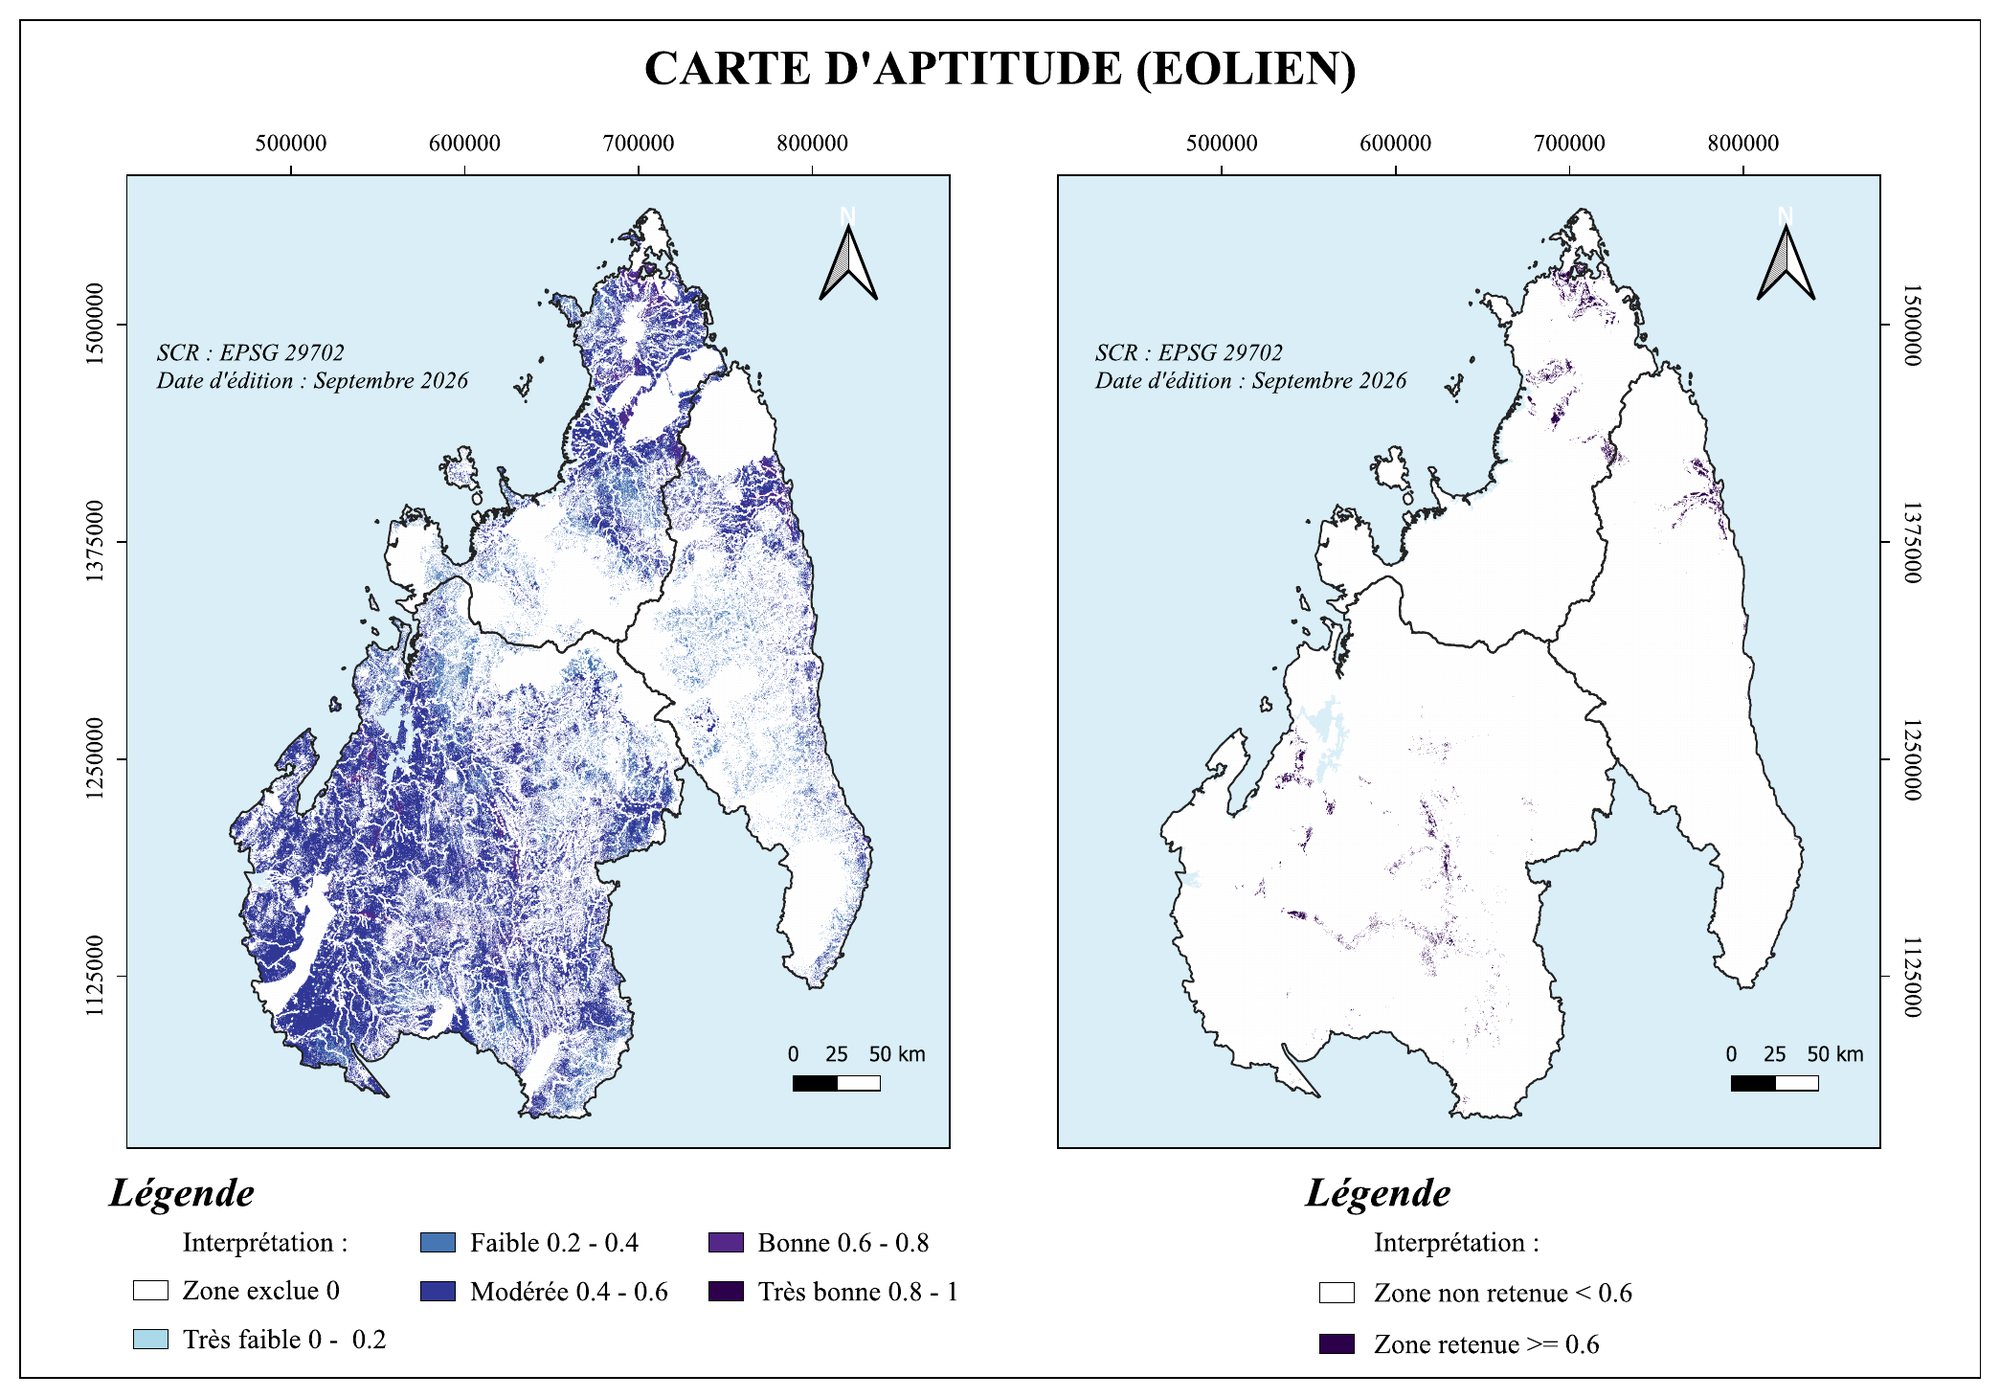 CARTE D'APTITUDE (EOLIEN)
500000 600000 700000 800000
500000 600000 700000 800000
N
N
1500000
1375000
1250000
1125000
SCR : EPSG 29702
Date d'édition : Septembre 2026
0 25 50 km
SCR : EPSG 29702
Date d'édition : Septembre 2026
0 25 50 km
1500000
1375000
1250000
1125000
Légende
Interprétation :
Zone exclue 0
Très faible 0 - 0.2
Faible 0.2 - 0.4
Modérée 0.4 - 0.6
Bonne 0.6 - 0.8
Très bonne 0.8 - 1
Légende
Interprétation :
Zone non retenue < 0.6
Zone retenue >= 0.6